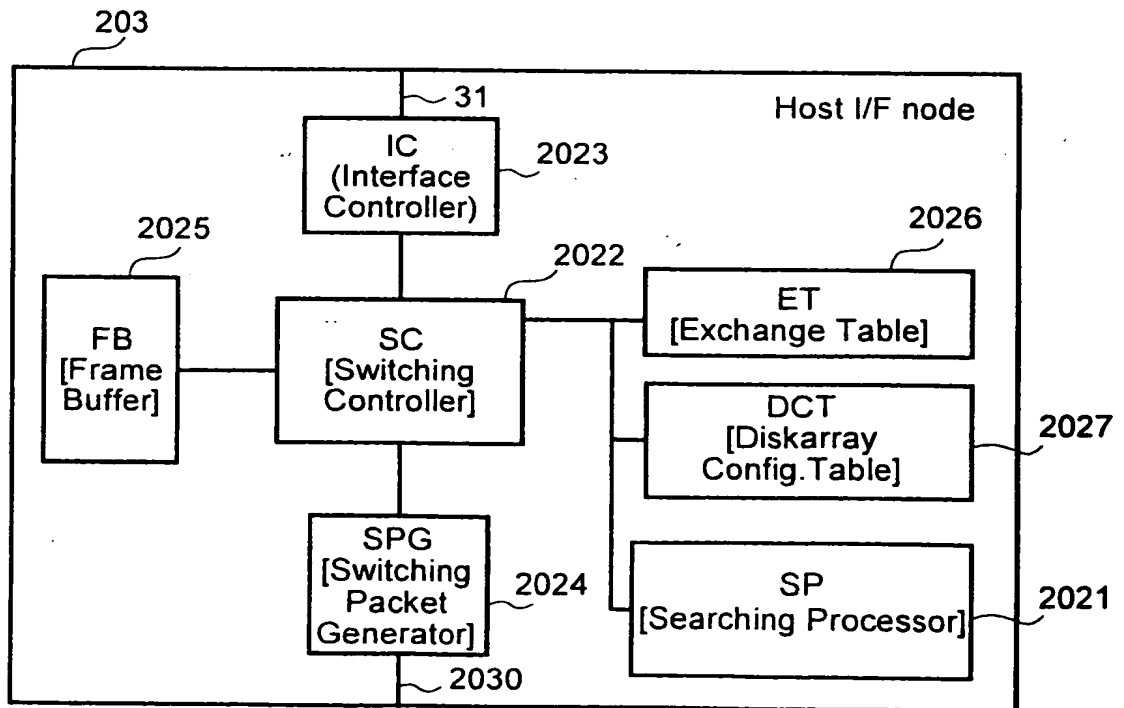 203
31
Host I/F node
IC
(Interface
Controller)
2023
2025
2022
2026
FB
[Frame
Buffer]
SC
[Switching
Controller]
ET
[Exchange Table]
DCT
[Diskarray
Config.Table]
2027
SPG
[Switching
Packet
Generator]
2024
SP
[Searching Processor]
2021
2030